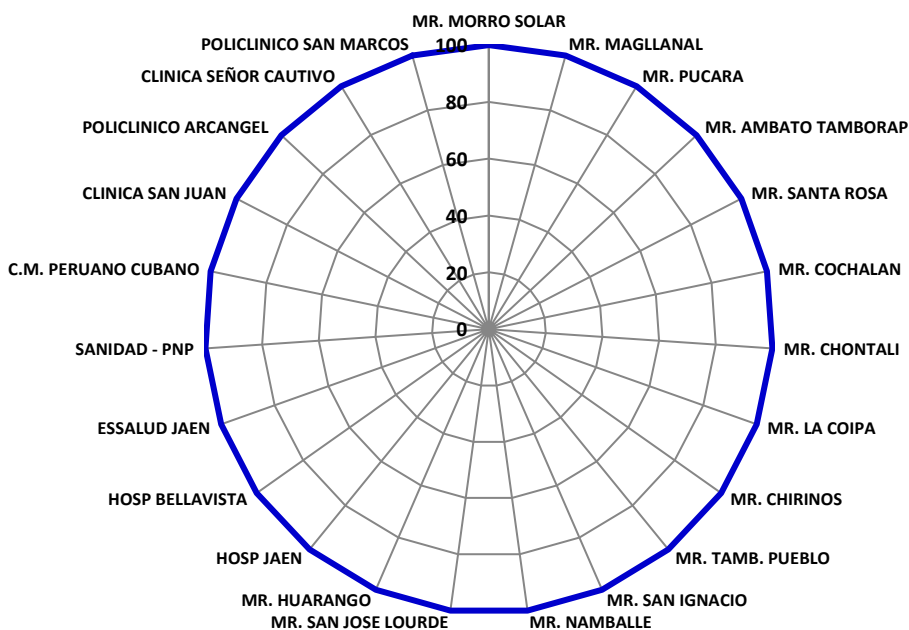 MR. MORRO SOLAR
POLICLINICO SAN MARCOS
MR. MAGLLANAL
CLINICA SEÑOR CAUTIVO
MR. PUCARA
POLICLINICO ARCANGEL
MR. AMBATO TAMBORAP
CLINICA SAN JUAN
MR. SANTA ROSA
C.M. PERUANO CUBANO
MR. COCHALAN
SANIDAD - PNP
MR. CHONTALI
ESSALUD JAEN
MR. LA COIPA
HOSP BELLAVISTA
MR. CHIRINOS
HOSP JAEN
MR. TAMB. PUEBLO
MR. HUARANGO
MR. SAN IGNACIO
MR. SAN JOSE LOURDE
MR. NAMBALLE
100
80
60
40
20
0